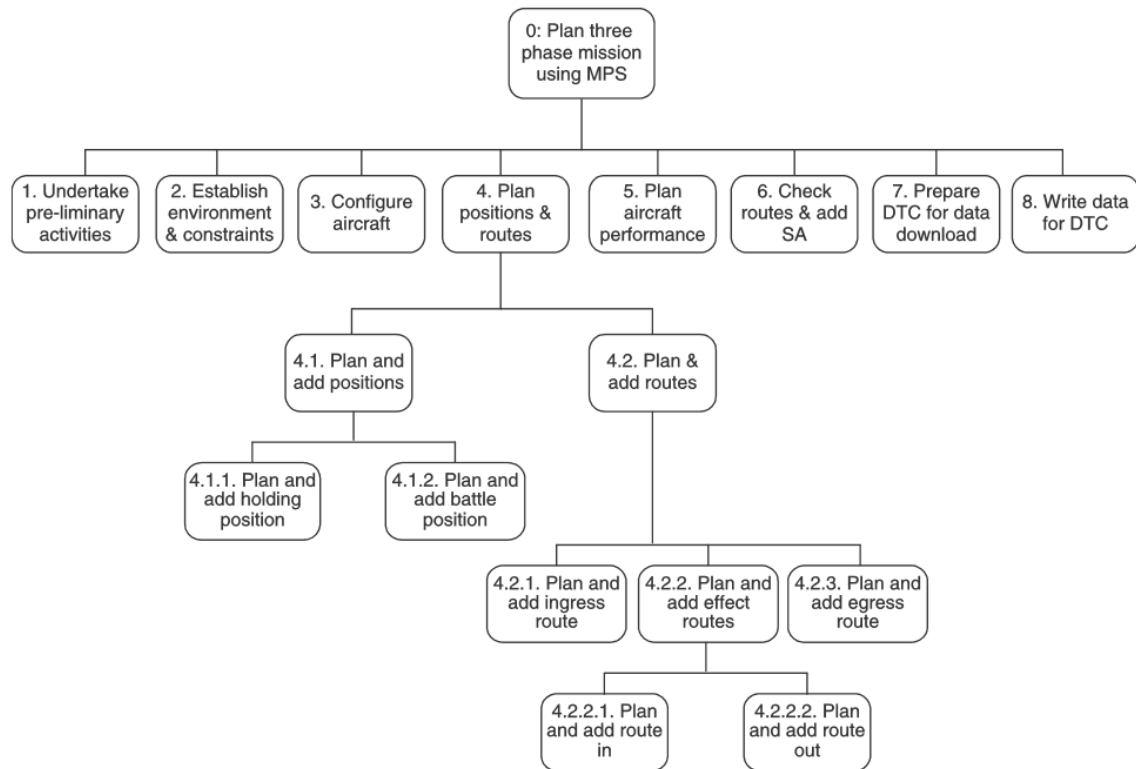 0: Plan three
phase mission
using MPS
1. Undertake
pre-liminary
activities
2. Establish
environment
& constraints
3. Configure
aircraft
4. Plan
positions &
routes
5. Plan
aircraft
performance
6. Check
routes & add
SA
7. Prepare
DTC for data
download
8. Write data
for DTC
4.1. Plan and
add positions
4.2. Plan &
add routes
4.1.1. Plan and
add holding
position
4.1.2. Plan and
add battle
position
4.2.1. Plan and
add ingress
route
4.2.2. Plan and
add effect
routes
4.2.3. Plan and
add egress
route
4.2.2.1. Plan
and add route
in
4.2.2.2. Plan
and add route
out